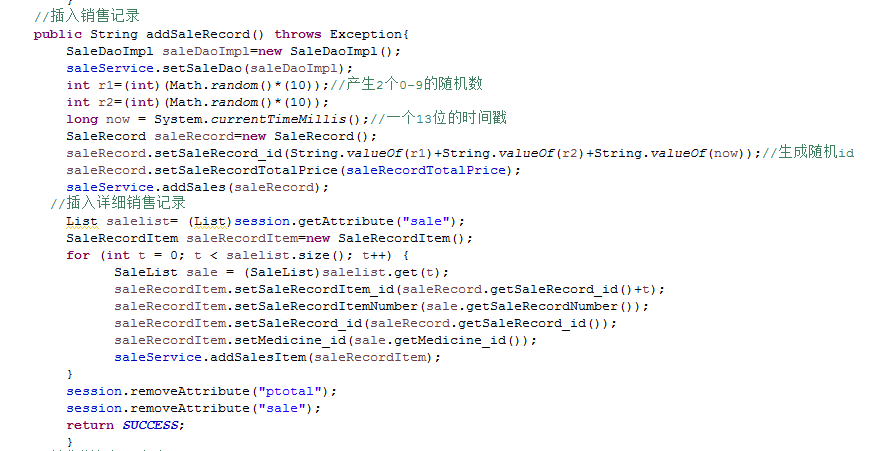 }
//插入销售记录
public String addSaleRecord() throws Exception{
SaleDaoImpl saleDaoImpl=new SaleDaoImpl();
saleService.setSaleDao(saleDaoImpl);
int r1=(int)(Math.random()*(10));//产生2个0-9的随机数
int r2=(int)(Math.random()*(10));
long now = System.currentTimeMillis();//一个13位的时间戳
SaleRecord saleRecord=new SaleRecord();
saleRecord.setSaleRecord_id(String.valueOf(r1)+String.valueOf(r2)+String.valueOf(now));//生成随机id
saleRecord.setSaleRecordTotalPrice(saleRecordTotalPrice);
saleService.addSales(saleRecord);
//插入详细销售记录
List salelist= (List)session.getAttribute("sale");
SaleRecordItem saleRecordItem=new SaleRecordItem();
for (int t = 0; t < salelist.size(); t++) {
SaleList sale = (SaleList)salelist.get(t);
saleRecordItem.setSaleRecordItem_id(saleRecord.getSaleRecord_id()+t);
saleRecordItem.setSaleRecordItemNumber(sale.getSaleRecordNumber());
saleRecordItem.setSaleRecord_id(saleRecord.getSaleRecord_id());
saleRecordItem.setMedicine_id(sale.getMedicine_id());
saleService.addSalesItem(saleRecordItem);
}
session.removeAttribute("ptotal");
session.removeAttribute("sale");
return SUCCESS;
}